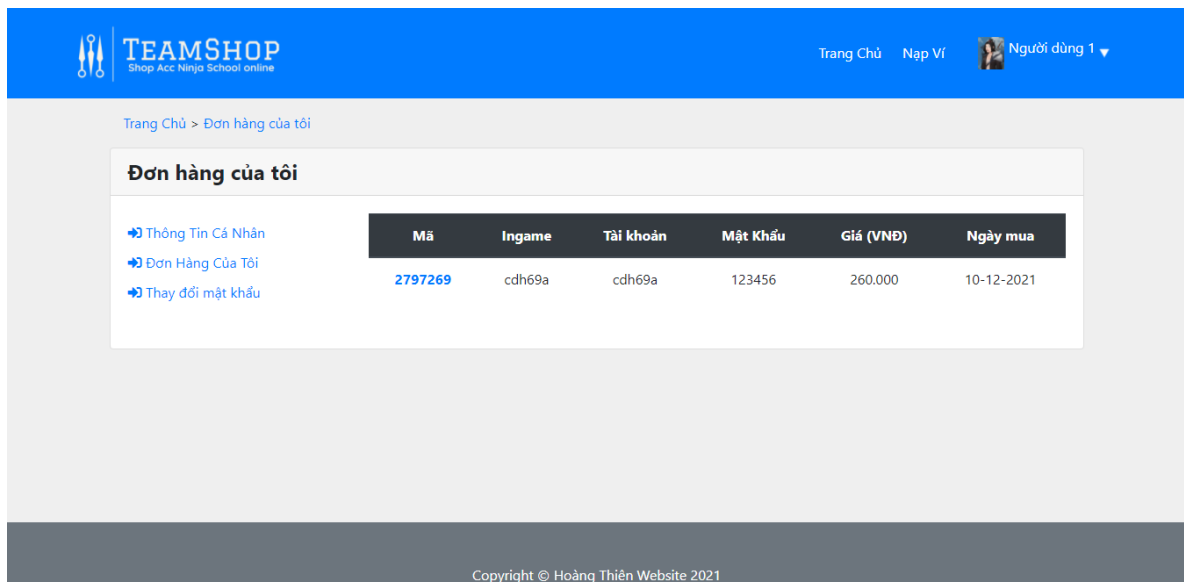 TEAMSHOP
Shop Acc Ninja School online
Trang Chủ Nạp Ví Người dùng 1
Trang Chủ > Đơn hàng của tôi
Đơn hàng của tôi
Thông Tin Cá Nhân
Đơn Hàng Của Tôi
Thay đổi mật khẩu
Mã Ingame Tài khoản Mật Khẩu Giá (VNĐ) Ngày mua
2797269 cdh69a cdh69a 123456 260.000 10-12-2021
Copyright © Hoàng Thiên Website 2021